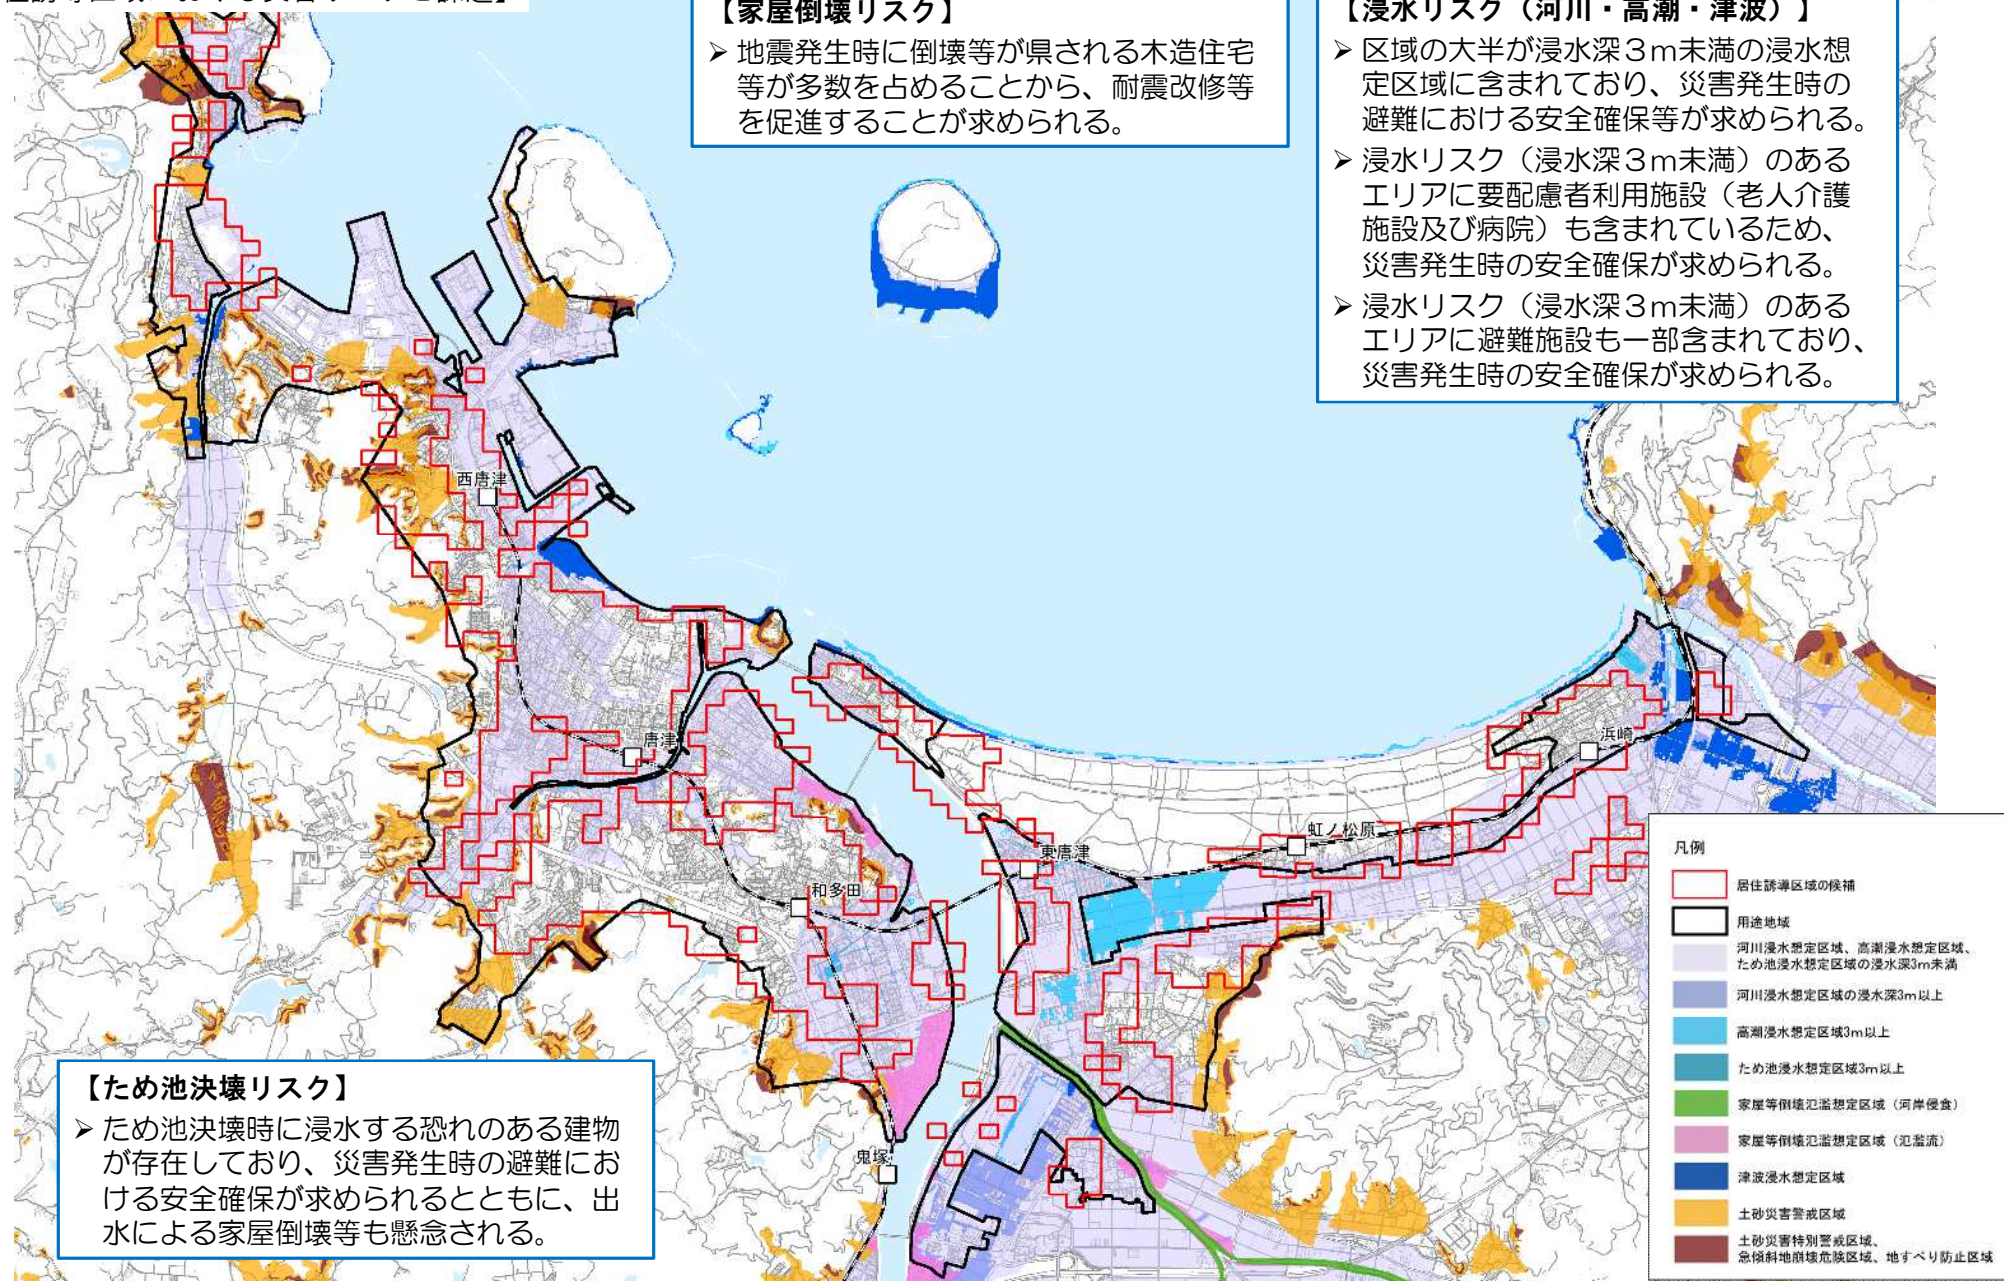 【家屋倒壊リスク】
➢ 地震発生時に倒壊等が県される木造住宅
等が多数を占めることから、耐震改修等
を促進することが求められる。
【浸水リスク（河川・高潮・津波）】
➢ 区域の大半が浸水深３ｍ未満の浸水想
定区域に含まれており、災害発生時の
避難における安全確保等が求められる。
➢ 浸水リスク（浸水深３ｍ未満）のある
エリアに要配慮者利用施設（老人介護
施設及び病院）も含まれているため、
災害発生時の安全確保が求められる。
➢ 浸水リスク（浸水深３ｍ未満）のある
エリアに避難施設も一部含まれており、
災害発生時の安全確保が求められる。
西唐津
唐津
浜崎
虹ノ松原
東唐津
和多田
鬼塚
【ため池決壊リスク】
➢ ため池決壊時に浸水する恐れのある建物
が存在しており、災害発生時の避難にお
ける安全確保が求められるとともに、出
水による家屋倒壊等も懸念される。
凡例
居住誘導区域の候補
用途地域
河川浸水想定区域、高潮浸水想定区域、
ため池浸水想定区域の浸水深3m未満
河川浸水想定区域の浸水深3m以上
高潮浸水想定区域3m以上
ため池浸水想定区域3m以上
家屋等倒壊氾濫想定区域（河岸侵食）
家屋等倒壊氾濫想定区域（氾濫流）
津波浸水想定区域
土砂災害警戒区域
土砂災害特別警戒区域、
急傾斜地崩壊危険区域、地すべり防止区域